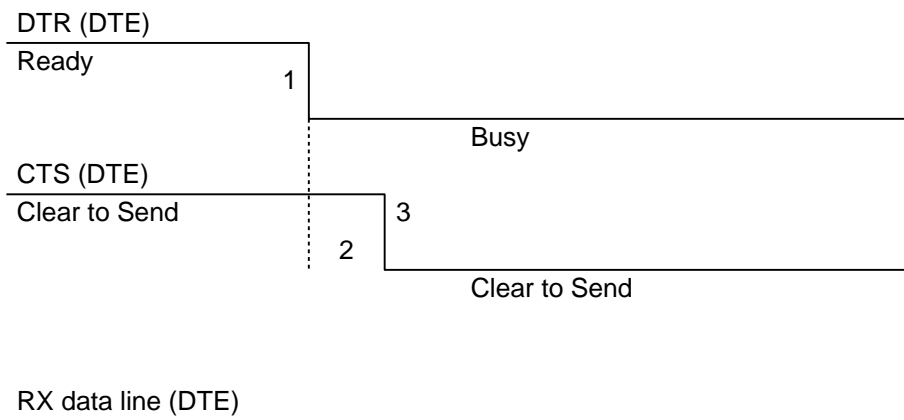 DTR (DTE)
Ready
1
Busy
CTS (DTE)
Clear to Send
3
2
Clear to Send
RX data line (DTE)